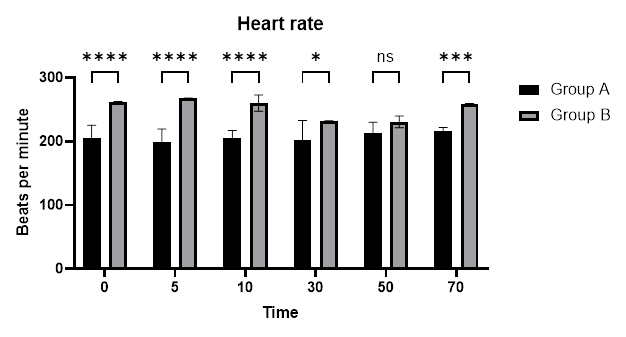 Heart rate
**** **** **** * ns ***
300
200
100
0
Beats per minute
0 5 10 30 50 70
Time
Group A
Group B